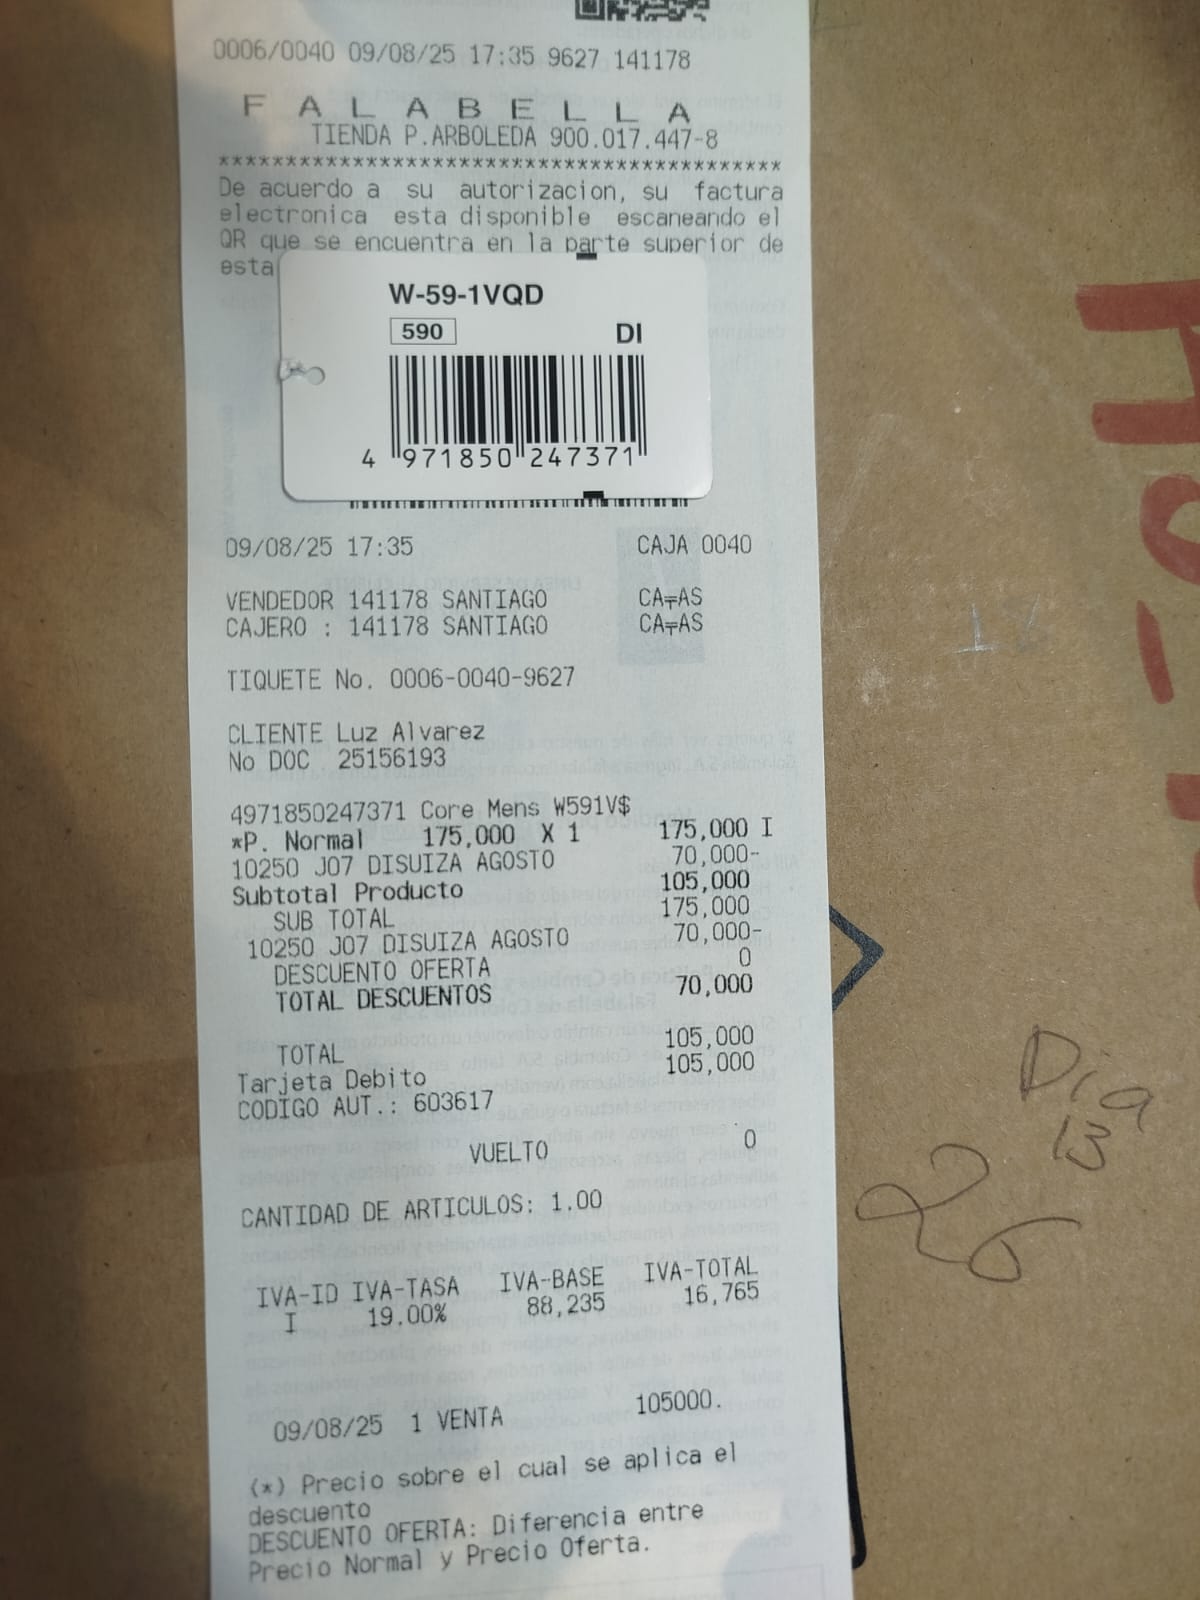 0006/0040 09/08/25 17:35 9627 141178
F A L A B E L L A
TIENDA P.ARBOLEDA 900.017.447-8
******************************************
De acuerdo a su autorizacion, su factura
electronica esta disponible escaneando el
QR que se encuentra en la parte superior de
esta
W-59-1VQD
590 DI
4 971850 247371
09/08/25 17:35 CAJA 0040
VENDEDOR 141178 SANTIAGO CA╤AS
CAJERO : 141178 SANTIAGO CA╤AS
TIQUETE No. 0006-0040-9627
CLIENTE Luz Alvarez
No DOC 25156193
4971850247371 Core Mens W591V$
*P. Normal 175,000 X 1 175,000 I
10250 J07 DISUIZA AGOSTO 70,000-
Subtotal Producto 105,000
SUB TOTAL 175,000
10250 J07 DISUIZA AGOSTO 70,000-
DESCUENTO OFERTA 0
TOTAL DESCUENTOS 70,000
TOTAL 105,000
Tarjeta Debito 105,000
CODIGO AUT.: 603617
VUELTO 0
CANTIDAD DE ARTICULOS: 1.00
IVA-ID IVA-TASA IVA-BASE IVA-TOTAL
I 19.00% 88,235 16,765
09/08/25 1 VENTA 105000.
(*) Precio sobre el cual se aplica el
descuento
DESCUENTO OFERTA: Diferencia entre
Precio Normal y Precio Oferta.
Dia
13
26